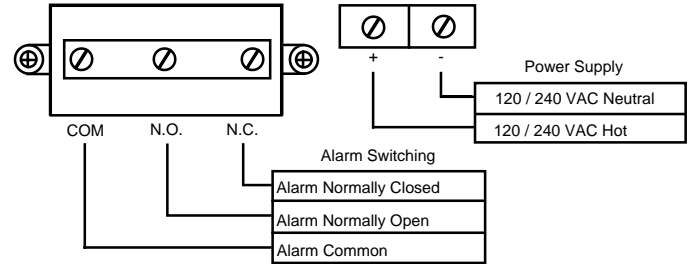 + -
Power Supply
120 / 240 VAC Neutral
120 / 240 VAC Hot
COM N.O. N.C.
Alarm Switching
Alarm Normally Closed
Alarm Normally Open
Alarm Common